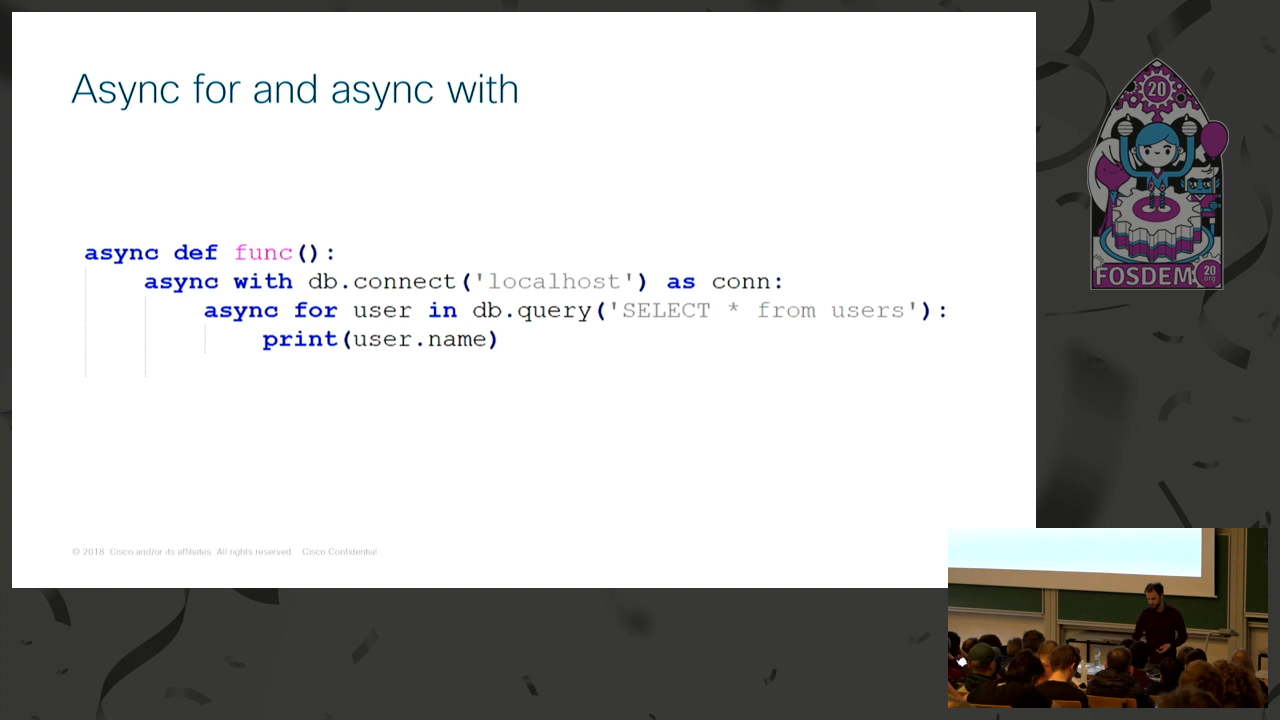 Async for and async with
async def func():
async with db.connect('localhost') as conn:
async for user in db.query('SELECT * from users'):
print(user.name)
© 2018 Cisco and/or its affiliates. All rights reserved. Cisco Confidential
20
FOSDEM
20
.org